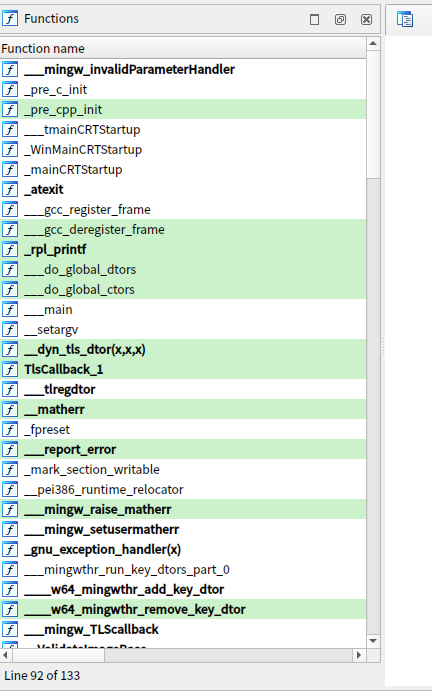 Functions
Function name
___mingw_invalidParameterHandler
_pre_c_init
_pre_cpp_init
___tmainCRTStartup
_WinMainCRTStartup
_mainCRTStartup
_atexit
___gcc_register_frame
___gcc_deregister_frame
_rpl_printf
___do_global_dtors
___do_global_ctors
___main
__setargv
__dyn_tls_dtor(x,x,x)
TlsCallback_1
___tlregdtor
__matherr
_fpreset
___report_error
_mark_section_writable
__pei386_runtime_relocator
___mingw_raise_matherr
___mingw_setusermatherr
_gnu_exception_handler(x)
___mingwthr_run_key_dtors_part_0
____w64_mingwthr_add_key_dtor
____w64_mingwthr_remove_key_dtor
___mingw_TLScallback
__ValidateImageBase
Line 92 of 133